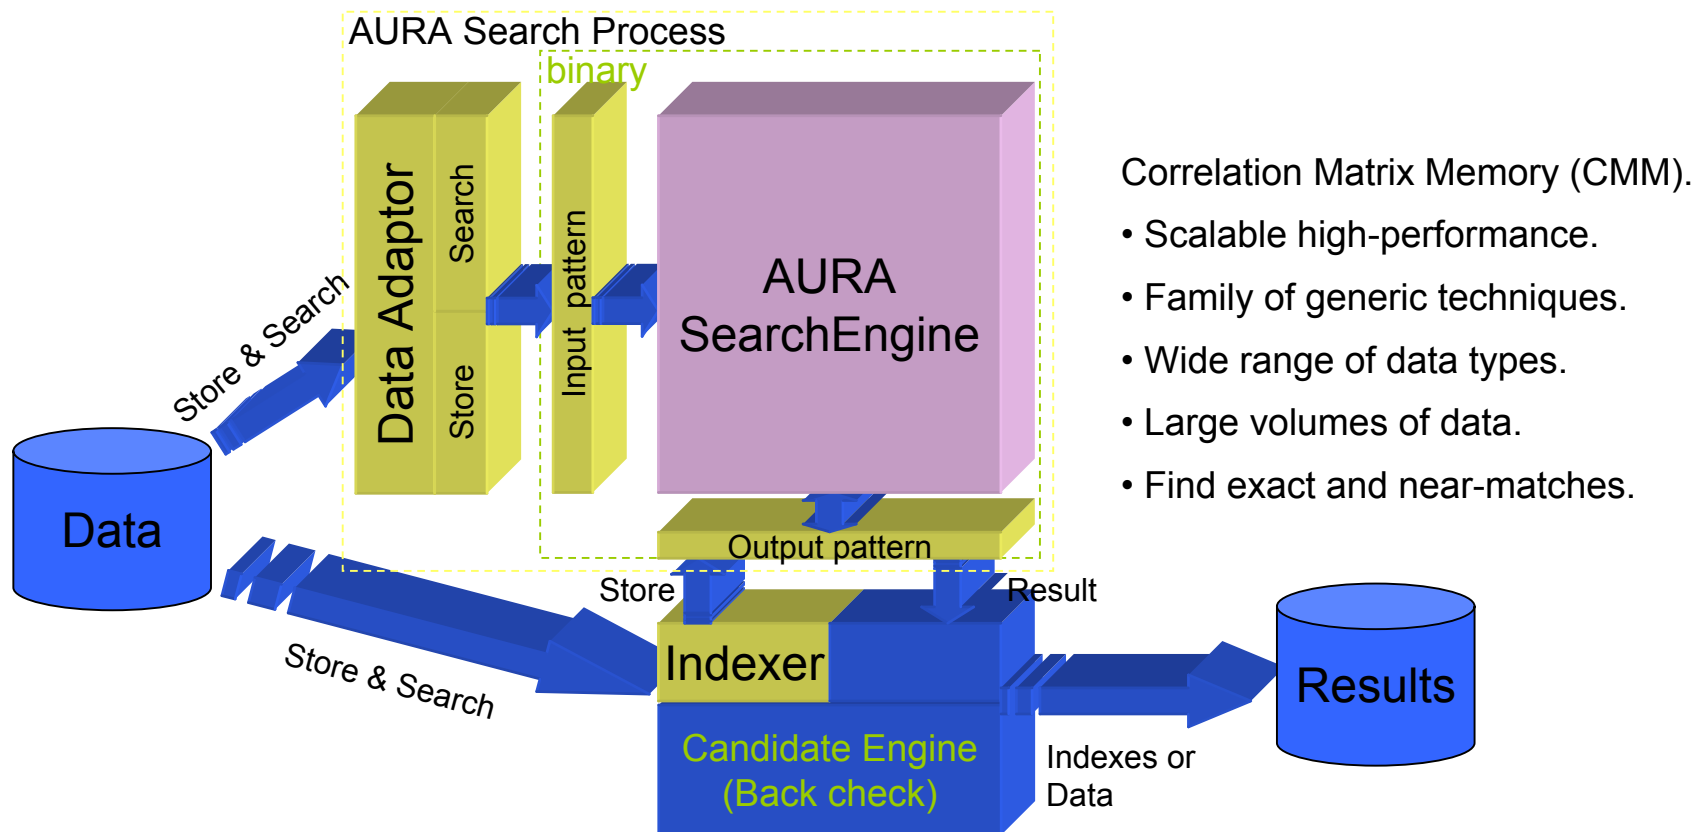 AURA Search Process
binary
Data Adaptor
Search
Store
Input pattern
AURA
SearchEngine
Store & Search
Data
Store & Search
Output pattern
Store
Result
Indexer
Candidate Engine
(Back check)
Indexes or
Data
Results
Correlation Matrix Memory (CMM).
• Scalable high-performance.
• Family of generic techniques.
• Wide range of data types.
• Large volumes of data.
• Find exact and near-matches.